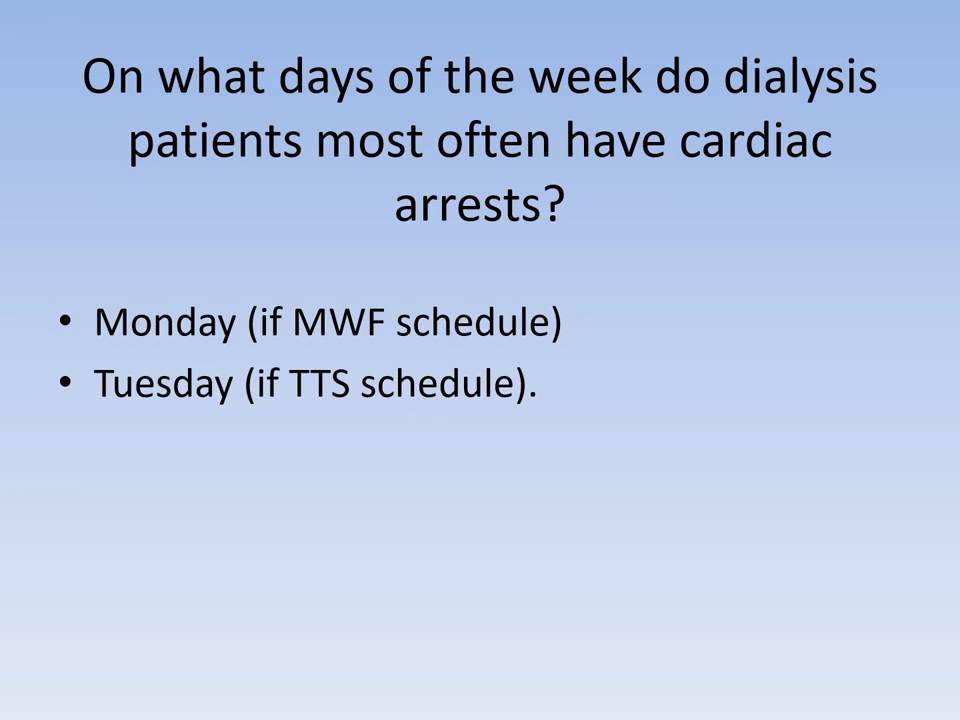 On what days of the week do dialysis
patients most often have cardiac
arrests?
• Monday (if MWF schedule)
• Tuesday (if TTS schedule).